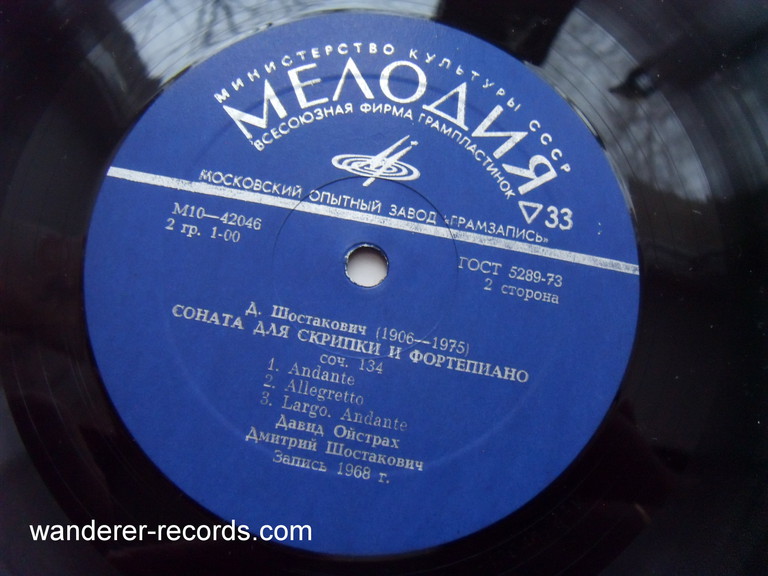 МИНИСТЕРСТВО КУЛЬТУРЫ СССР
МЕЛОДИЯ
ВСЕСОЮЗНАЯ ФИРМА ГРАМПЛАСТИНОК
33
МОСКОВСКИЙ ОПЫТНЫЙ ЗАВОД «ГРАМЗАПИСЬ»
М10—42046
2 гр. 1-00
ГОСТ 5289-73
2 сторона
Д. Шостакович (1906—1975)
СОНАТА ДЛЯ СКРИПКИ И ФОРТЕПИАНО
соч. 134
1. Andante
2. Allegretto
3. Largo. Andante
Давид Ойстрах
Дмитрий Шостакович
Запись 1968 г.
wanderer-records.com